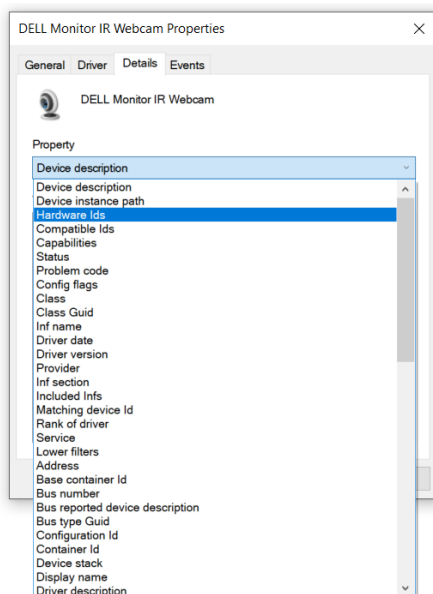 DELL Monitor IR Webcam Properties
General Driver Details Events
DELL Monitor IR Webcam
Property
Device description
Device description
Device instance path
Hardware Ids
Compatible Ids
Capabilities
Status
Problem code
Config flags
Class
Class Guid
Inf name
Driver date
Driver version
Provider
Inf section
Included Infs
Matching device Id
Rank of driver
Service
Lower filters
Address
Base container Id
Bus number
Bus reported device description
Bus type Guid
Configuration Id
Container Id
Device stack
Display name
Driver description